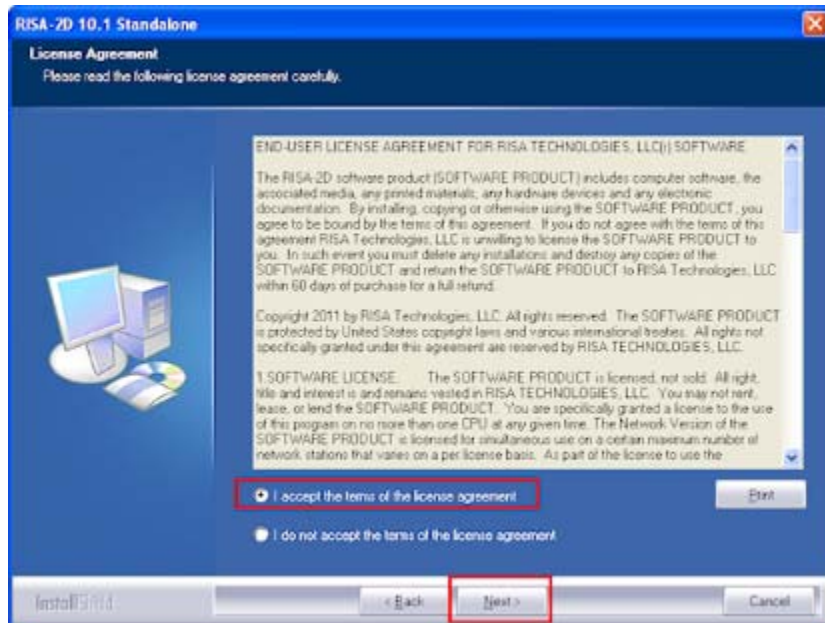 RISA-2D 10.1 Standalone
License Agreement
Please read the following license agreement carefully.
END-USER LICENSE AGREEMENT FOR RISA TECHNOLOGIES, LLC(r) SOFTWARE
The RISA-2D software product (SOFTWARE PRODUCT) includes computer software, the
associated media, any printed materials, any hardware devices and any electronic
documentation. By installing, copying or otherwise using the SOFTWARE PRODUCT, you
agree to be bound by the terms of this agreement. If you do not agree with the terms of this
agreement RISA Technologies, LLC is unwilling to license the SOFTWARE PRODUCT to
you. In such event you must delete any installations and destroy any copies of the
SOFTWARE PRODUCT and return the SOFTWARE PRODUCT to RISA Technologies, LLC
within 60 days of purchase for a full refund.
Copyright 2011 by RISA Technologies, LLC. All rights reserved. The SOFTWARE PRODUCT
is protected by United States copyright laws and various international treaties. All rights not
specifically granted under this agreement are reserved by RISA TECHNOLOGIES, LLC.
1.SOFTWARE LICENSE. The SOFTWARE PRODUCT is licensed, not sold. All right,
title and interest is and remains vested in RISA TECHNOLOGIES, LLC. You may not rent,
lease, or lend the SOFTWARE PRODUCT. You are specifically granted a license to the use
of this program on no more than one CPU at any given time. The Network Version of the
SOFTWARE PRODUCT is licensed for simultaneous use on a certain maximum number of
network stations that varies on a per license basis. As part of the license to use the
I accept the terms of the license agreement
Print
I do not accept the terms of the license agreement
InstallShield
< Back
Next >
Cancel